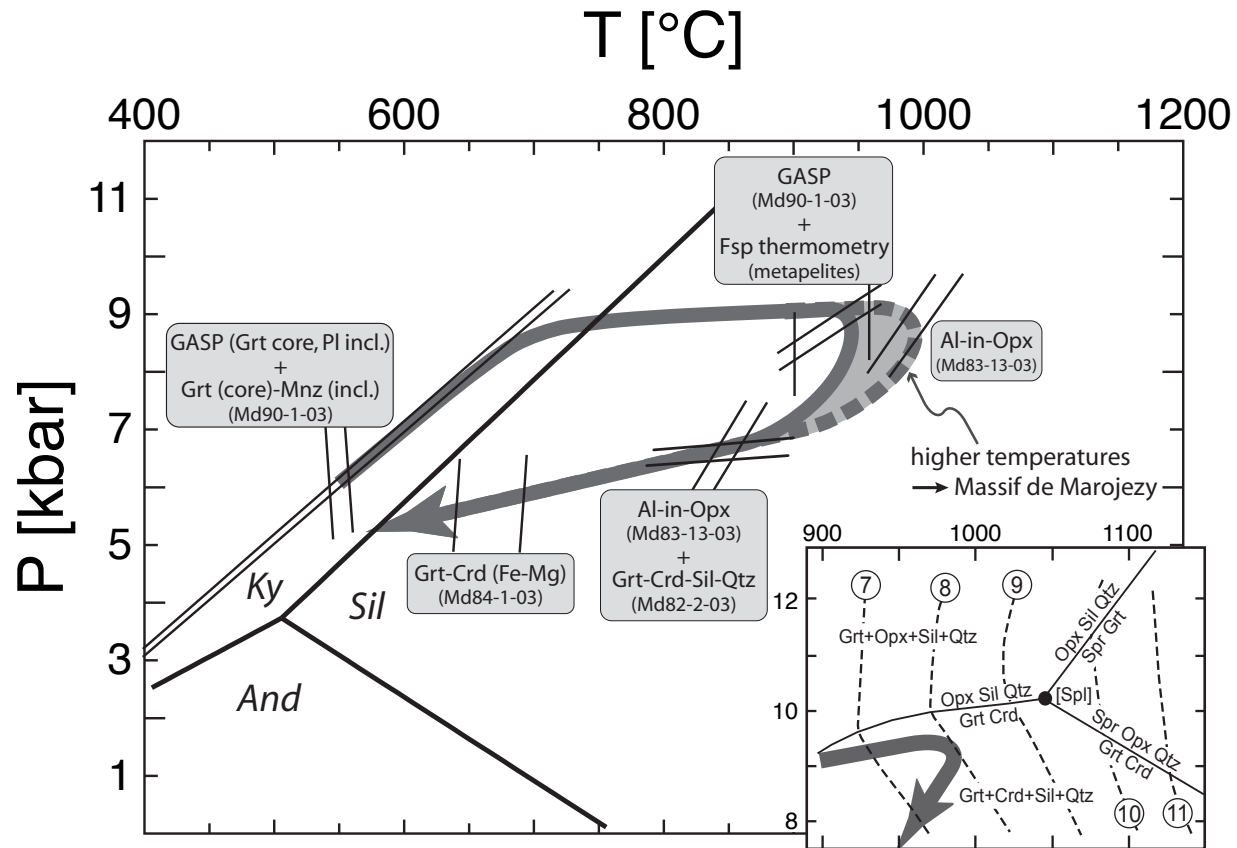 T [°C]
400 600 800 1000 1200
P [kbar]
11
9
7
5
3
1
GASP
(Md90-1-03)
+
Fsp thermometry
(metapelites)
GASP (Grt core, Pl incl.)
+
Grt (core)-Mnz (incl.)
(Md90-1-03)
Al-in-Opx
(Md83-13-03)
higher temperatures
Massif de Marojezy
Al-in-Opx
(Md83-13-03)
+
Grt-Crd-Sil-Qtz
(Md82-2-03)
Grt-Crd (Fe-Mg)
(Md84-1-03)
Ky
Sil
And
900 1000 1100
12
10
8
7
8
9
Grt+Opx+Sil+Qtz
Opx Sil Qtz
Spr Grt
Opx Sil Qtz
Grt Crd
[Spl]
Spr Opx Qtz
Grt Crd
Grt+Crd+Sil+Qtz
10
11